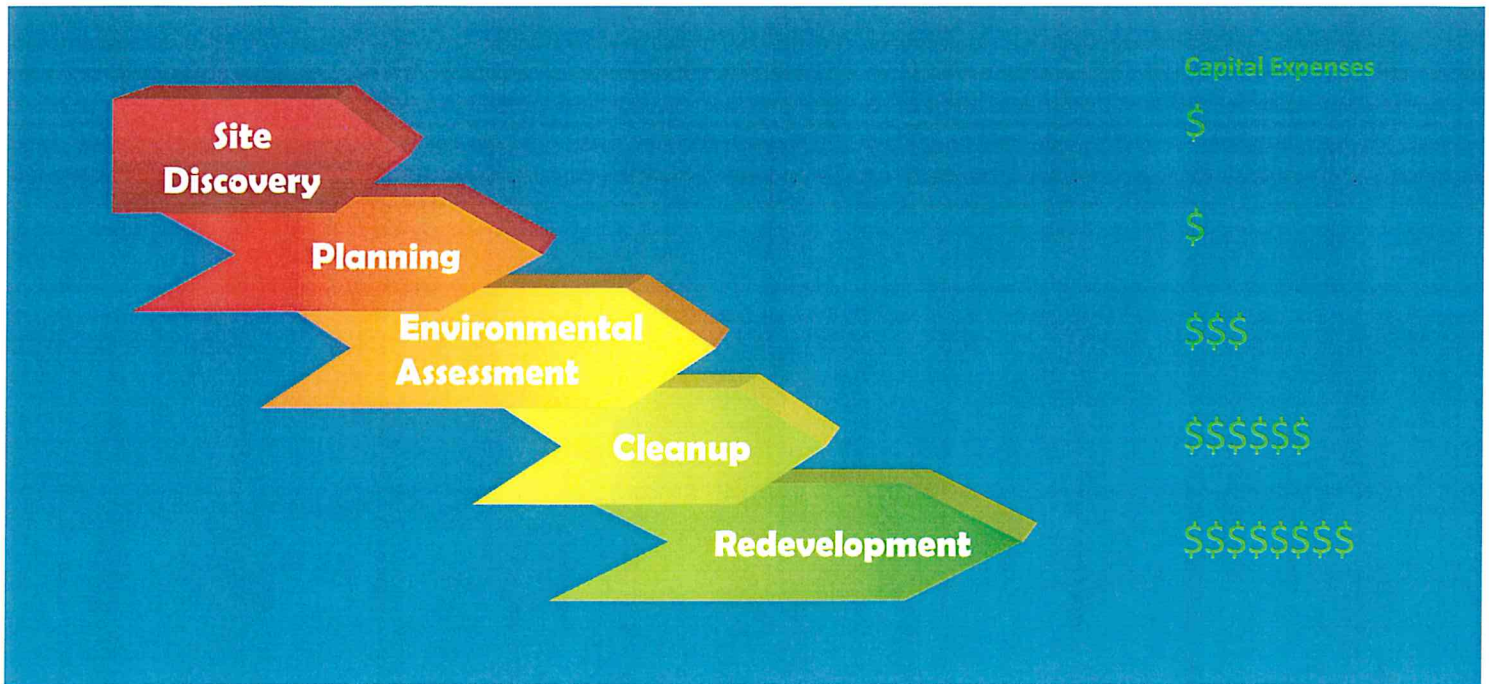 Capital Expenses
Site
Discovery
$
Planning
$
Environmental
Assessment
$$$
Cleanup
$$$$$$
Redevelopment
$$$$$$$$